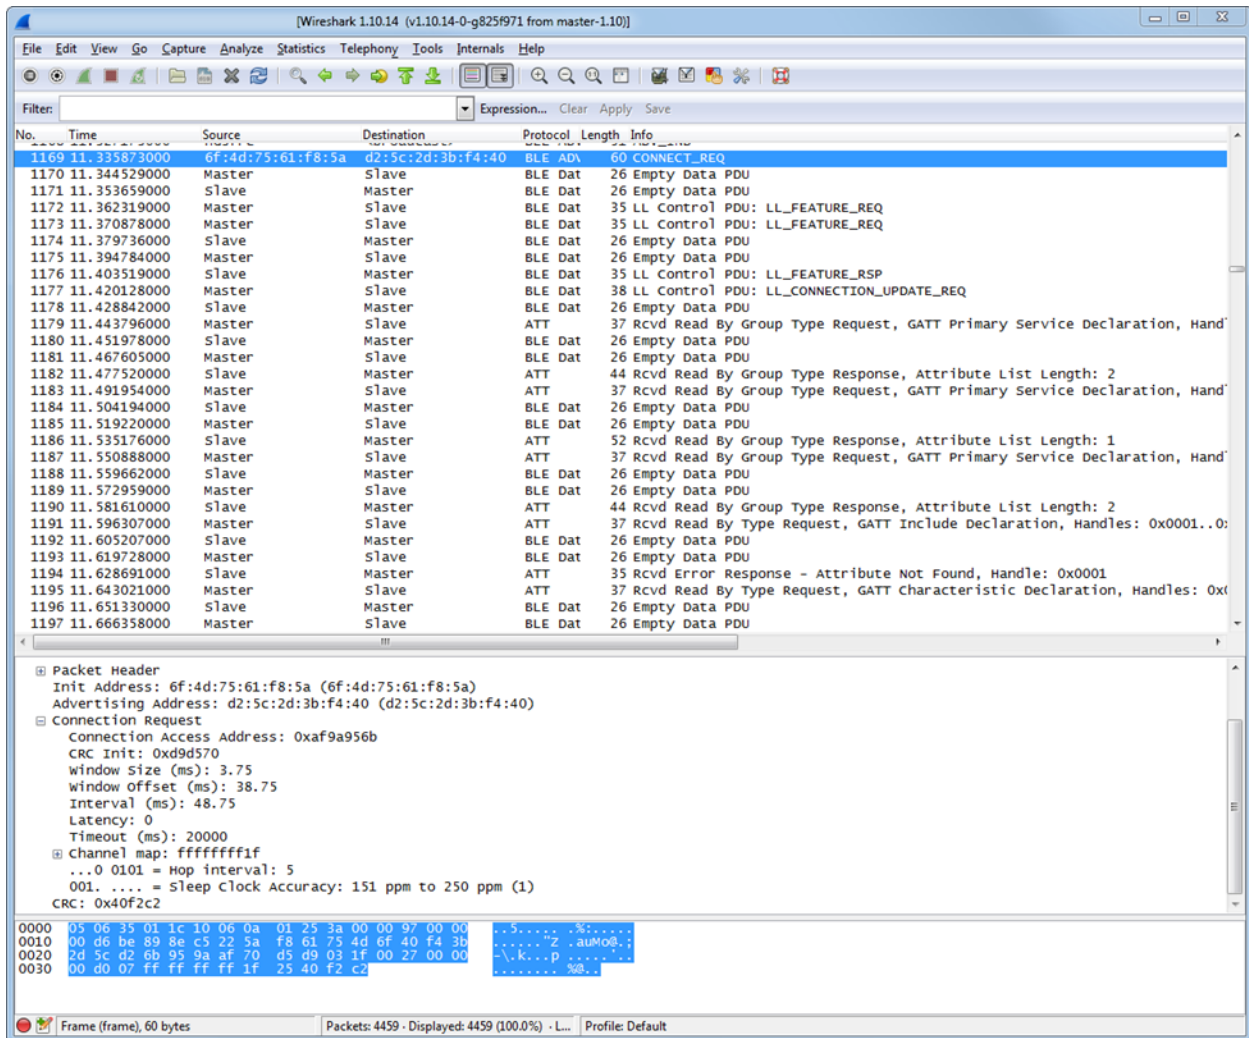 [Wireshark 1.10.14 (v1.10.14-0-g825f971 from master-1.10)]
File Edit View Go Capture Analyze Statistics Telephony Tools Internals Help
Filter: Expression... Clear Apply Save
No. Time Source Destination Protocol Length Info
1169 11.335873000 6f:4d:75:61:f8:5a d2:5c:2d:3b:f4:40 BLE AD\ 60 CONNECT_REQ
1170 11.344529000 Master Slave BLE Dat 26 Empty Data PDU
1171 11.353659000 Slave Master BLE Dat 26 Empty Data PDU
1172 11.362319000 Master Slave BLE Dat 35 LL Control PDU: LL_FEATURE_REQ
1173 11.370878000 Master Slave BLE Dat 35 LL Control PDU: LL_FEATURE_REQ
1174 11.379736000 Slave Master BLE Dat 26 Empty Data PDU
1175 11.394784000 Slave Master BLE Dat 26 Empty Data PDU
1176 11.403519000 Slave Master BLE Dat 35 LL Control PDU: LL_FEATURE_RSP
1177 11.420128000 Master Slave BLE Dat 38 LL Control PDU: LL_CONNECTION_UPDATE_REQ
1178 11.428842000 Slave Master BLE Dat 26 Empty Data PDU
1179 11.443796000 Master Slave ATT 37 Rcvd Read By Group Type Request, GATT Primary Service Declaration, Handl
1180 11.451978000 Slave Master BLE Dat 26 Empty Data PDU
1181 11.467605000 Master Slave BLE Dat 26 Empty Data PDU
1182 11.477520000 Slave Master ATT 44 Rcvd Read By Group Type Response, Attribute List Length: 2
1183 11.491954000 Master Slave ATT 37 Rcvd Read By Group Type Request, GATT Primary Service Declaration, Handl
1184 11.504194000 Slave Master BLE Dat 26 Empty Data PDU
1185 11.519220000 Master Slave BLE Dat 26 Empty Data PDU
1186 11.535176000 Slave Master ATT 52 Rcvd Read By Group Type Response, Attribute List Length: 1
1187 11.550888000 Master Slave ATT 37 Rcvd Read By Group Type Request, GATT Primary Service Declaration, Handl
1188 11.559662000 Slave Master BLE Dat 26 Empty Data PDU
1189 11.572959000 Master Slave BLE Dat 26 Empty Data PDU
1190 11.581610000 Slave Master ATT 44 Rcvd Read By Group Type Response, Attribute List Length: 2
1191 11.596307000 Master Slave ATT 37 Rcvd Read By Type Request, GATT Include Declaration, Handles: 0x0001..0x
1192 11.605207000 Slave Master BLE Dat 26 Empty Data PDU
1193 11.619728000 Master Slave BLE Dat 26 Empty Data PDU
1194 11.628691000 Slave Master ATT 35 Rcvd Error Response - Attribute Not Found, Handle: 0x0001
1195 11.643021000 Master Slave ATT 37 Rcvd Read By Type Request, GATT Characteristic Declaration, Handles: 0x0
1196 11.651330000 Slave Master BLE Dat 26 Empty Data PDU
1197 11.666358000 Master Slave BLE Dat 26 Empty Data PDU
Packet Header
Init Address: 6f:4d:75:61:f8:5a (6f:4d:75:61:f8:5a)
Advertising Address: d2:5c:2d:3b:f4:40 (d2:5c:2d:3b:f4:40)
Connection Request
Connection Access Address: 0xaf9a956b
CRC Init: 0xd9d570
Window Size (ms): 3.75
Window Offset (ms): 38.75
Interval (ms): 48.75
Latency: 0
Timeout (ms): 20000
Channel map: ffffffff1f
...0 0101 = Hop interval: 5
001. .... = Sleep Clock Accuracy: 151 ppm to 250 ppm (1)
CRC: 0x40f2c2
0000 05 06 35 01 1c 10 06 0a 01 25 3a 00 00 97 00 00 ..5..... .%:.....
0010 00 d6 be 89 8e c5 22 5a f8 61 75 4d 6f 40 f4 3b ......"Z .auMo@.;
0020 2d 5c d2 6b 95 9a af 70 d5 d9 03 1f 00 27 00 00 -\.k...p .....'..
0030 00 d0 07 ff ff ff ff 1f 25 40 f2 c2 ........ %@..
Frame (frame), 60 bytes Packets: 4459 · Displayed: 4459 (100.0%) · L... Profile: Default